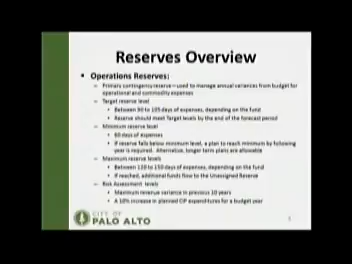 Reserves Overview
• Operations Reserves:
– Primary contingency reserve – used to manage annual variances from budget for
operational and commodity expenses
– Target reserve level
• Between 90 to 105 days of expenses, depending on the fund
• Reserve should meet Target levels by the end of the forecast period
– Minimum reserve level
• 60 days of expenses
• If reserve falls below minimum level, a plan to reach minimum by following
year is required. Alternative, longer term plans are allowable
– Maximum reserve levels
• Between 120 to 150 days of expenses, depending on the fund
• If reached, additional funds flow to the Unassigned Reserve
– Risk Assessment levels
• Maximum revenue variance in previous 10 years
• A 10% increase in planned CIP expenditures for a budget year
CITY OF
PALO ALTO